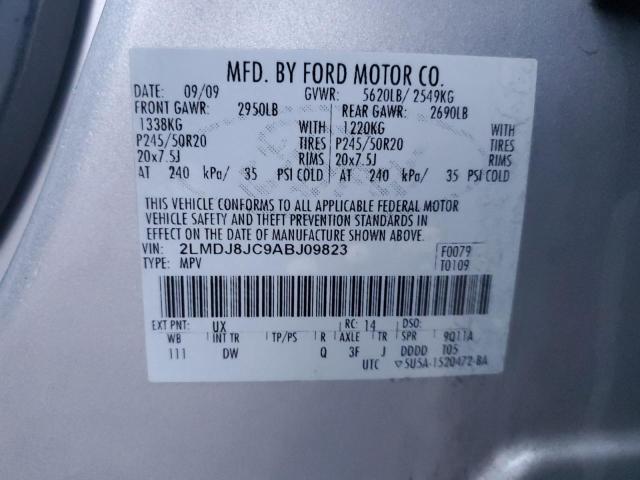 MFD. BY FORD MOTOR CO.
DATE: 09/09 GVWR: 5620LB/ 2549KG
FRONT GAWR: 2950LB REAR GAWR: 2690LB
1338KG 1220KG
P245/50R20 TIRES P245/50R20 TIRES
20x7.5J RIMS 20x7.5J RIMS
AT 240 kPa/ 35 PSI COLD AT 240 kPa/ 35 PSI COLD
THIS VEHICLE CONFORMS TO ALL APPLICABLE FEDERAL MOTOR
VEHICLE SAFETY AND THEFT PREVENTION STANDARDS IN
EFFECT ON THE DATE OF MANUFACTURE SHOWN ABOVE.
VIN: 2LMDJ8JC9ABJ09823 F0079
TYPE: MPV T0109
EXT PNT: UX RC: 14 DSO:
WB INT TR TP/PS R AXLE TR SPR 9Q11A
111 DW Q 3F J DDDD T05
UTC ▽5U5A-1520472-BA